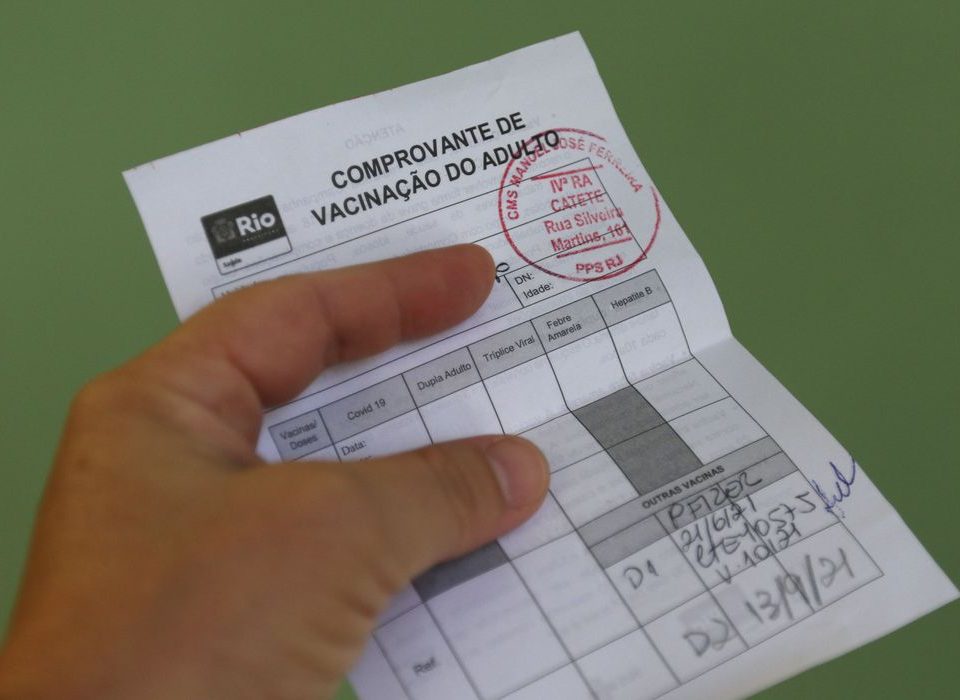 COMPROVANTE DE
VACINAÇÃO DO ADULTO
Rio
CMS MANOEL JOSÉ FERREIRA
IVª RA
CATETE
Rua Silveira
Martins, 161
PPS RJ
DN:
Idade:
Vacinas/
Doses
Covid 19
Dupla Adulto
Tríplice Viral
Febre
Amarela
Hepatite B
Data:
OUTRAS VACINAS
D1
PFIZER
21/6/21
V. 10/21
D2
13/9/21
Ref.